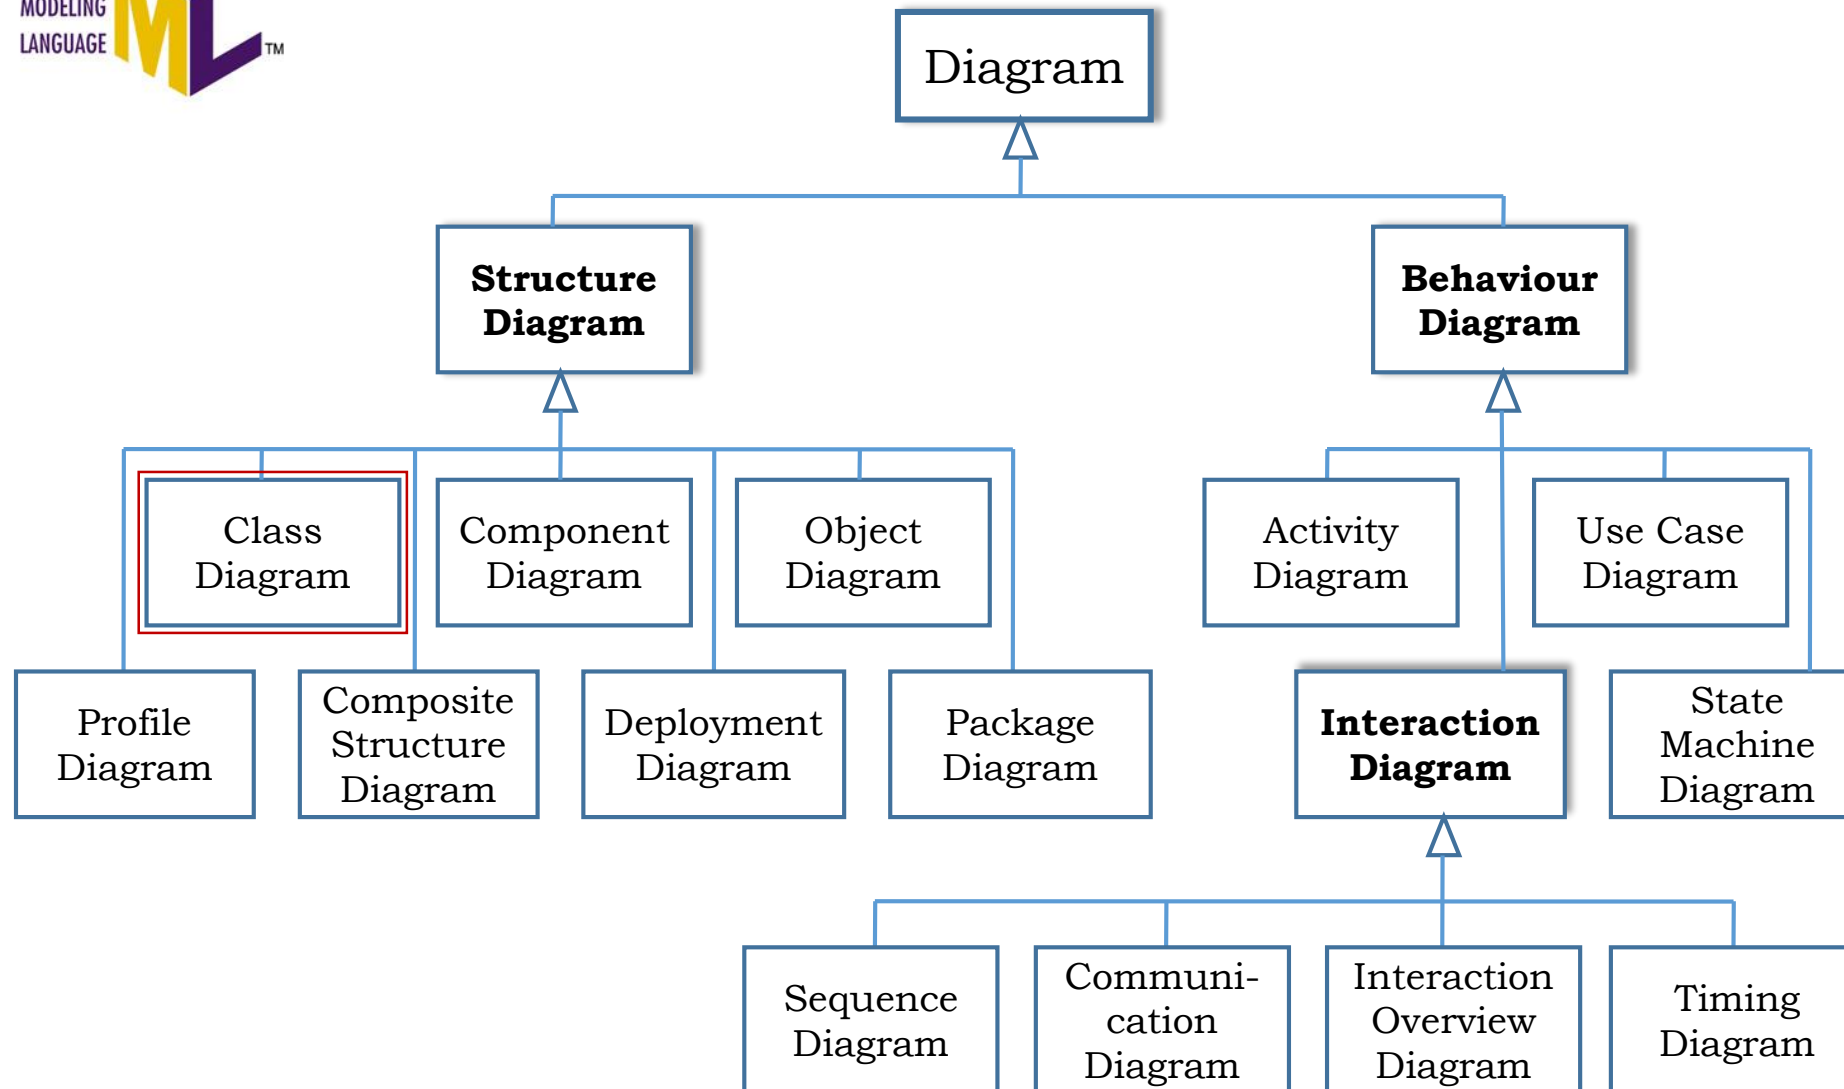 MODELING
LANGUAGE
ML
TM
Diagram
Structure
Diagram
Behaviour
Diagram
Class
Diagram
Component
Diagram
Object
Diagram
Activity
Diagram
Use Case
Diagram
Profile
Diagram
Composite
Structure
Diagram
Deployment
Diagram
Package
Diagram
Interaction
Diagram
State
Machine
Diagram
Sequence
Diagram
Communi-
cation
Diagram
Interaction
Overview
Diagram
Timing
Diagram